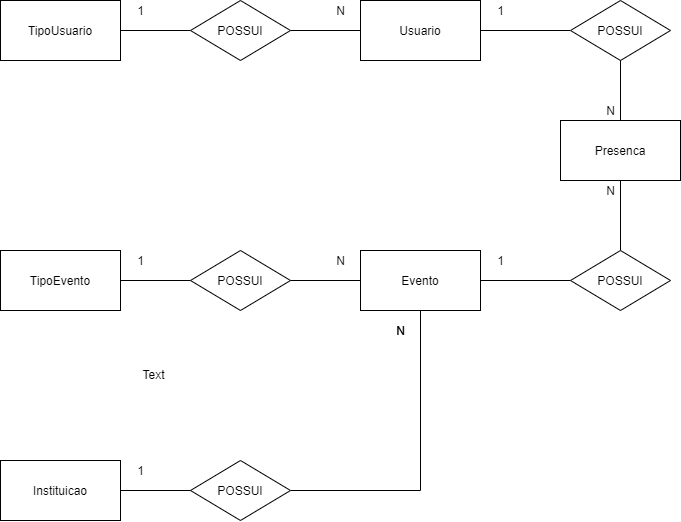 1
N
1
TipoUsuario
POSSUI
Usuario
POSSUI
N
Presenca
N
1
N
1
TipoEvento
POSSUI
Evento
POSSUI
N
Text
1
Instituicao
POSSUI